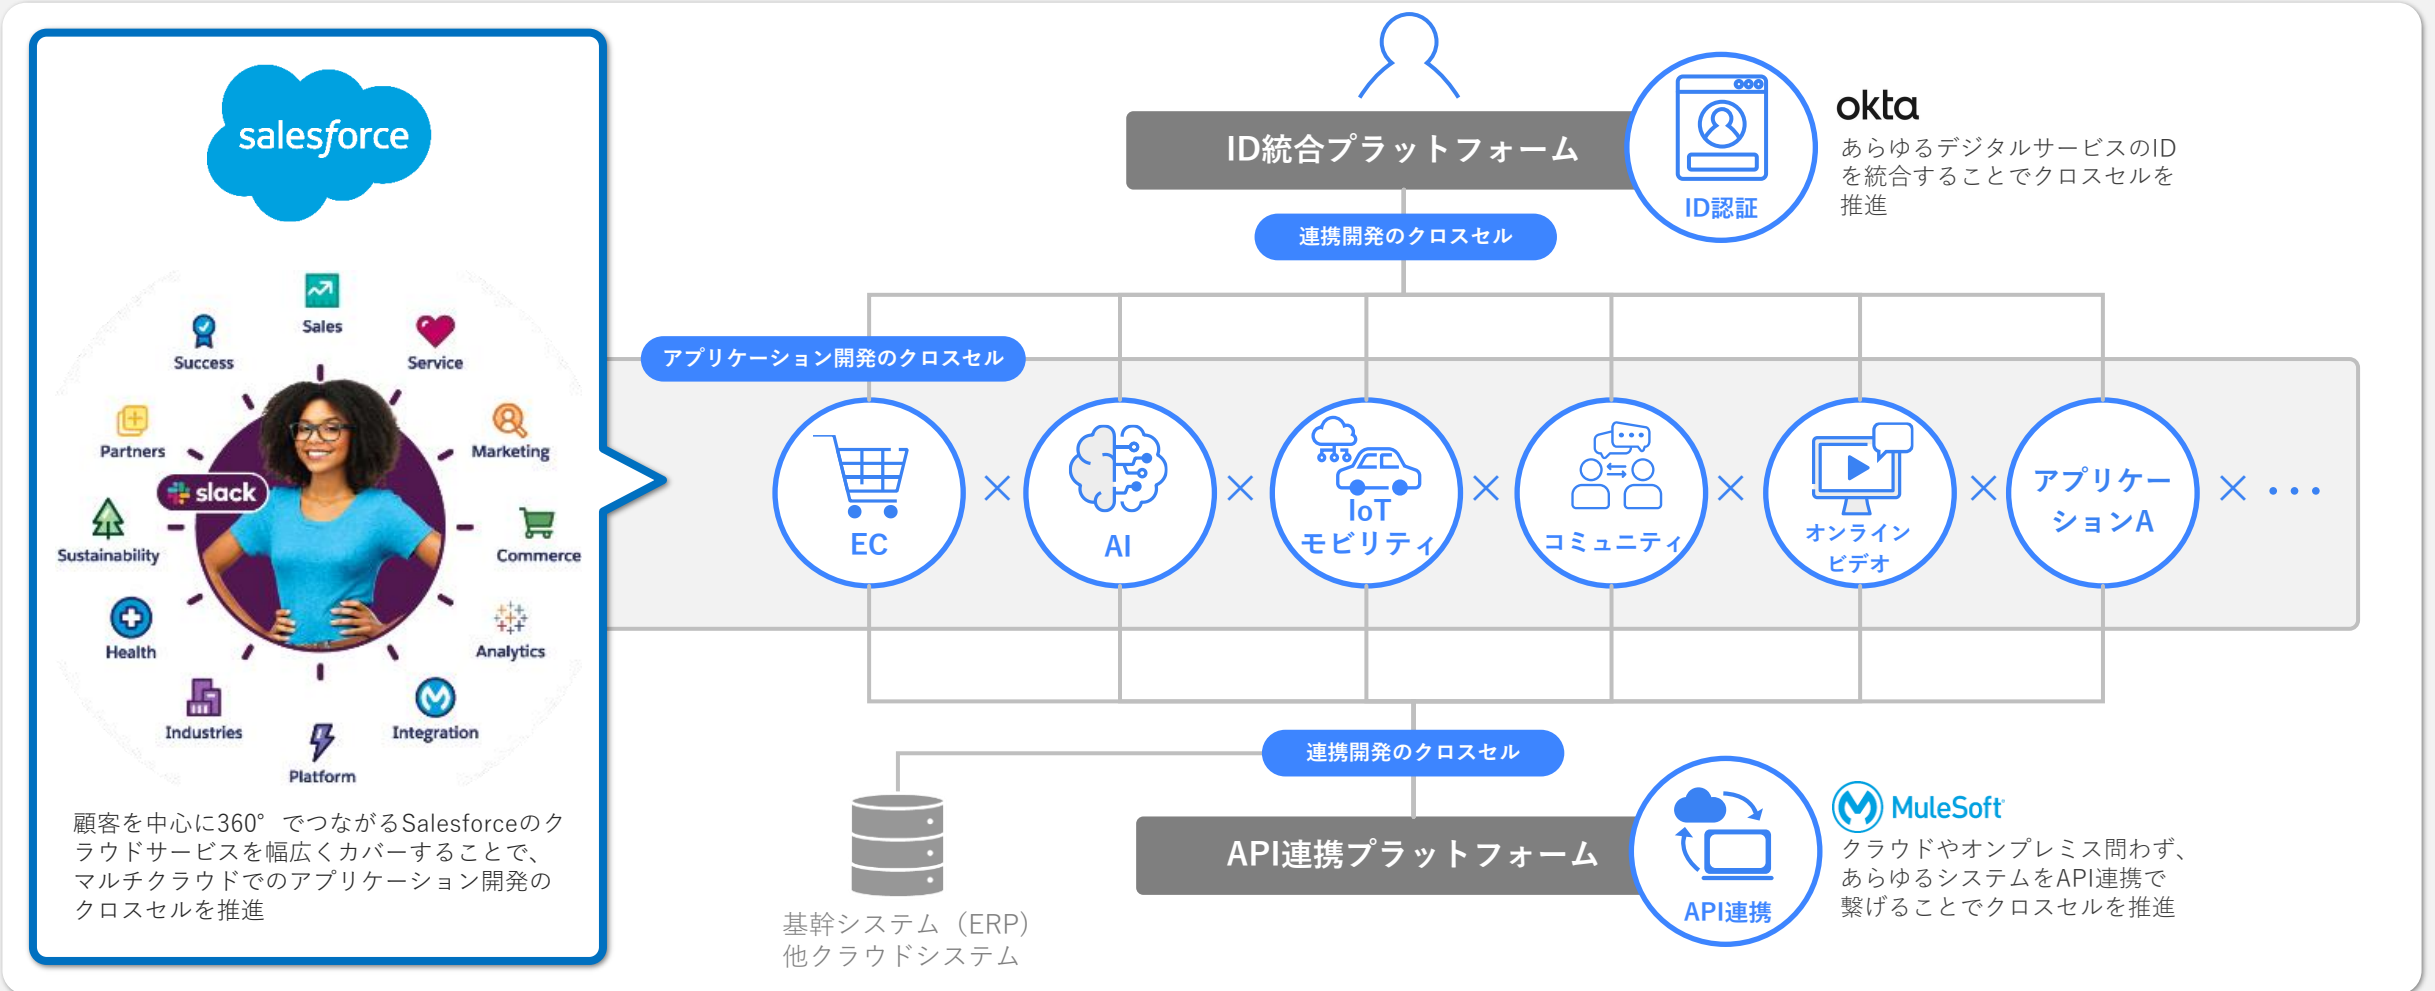 salesforce
Sales
Success
Service
Partners
Marketing
slack
Sustainability
Commerce
Health
Analytics
Industries
Integration
Platform
顧客を中心に360°でつながるSalesforceのク
ラウドサービスを幅広くカバーすることで、
マルチクラウドでのアプリケーション開発の
クロスセルを推進
ID統合プラットフォーム
ID認証
okta
あらゆるデジタルサービスのID
を統合することでクロスセルを
推進
連携開発のクロスセル
アプリケーション開発のクロスセル
EC
×
AI
×
IoT
モビリティ
×
コミュニティ
×
オンライン
ビデオ
×
アプリケー
ションA
× ・・・
連携開発のクロスセル
基幹システム（ERP）
他クラウドシステム
API連携プラットフォーム
API連携
MuleSoft
クラウドやオンプレミス問わず、
あらゆるシステムをAPI連携で
繋げることでクロスセルを推進